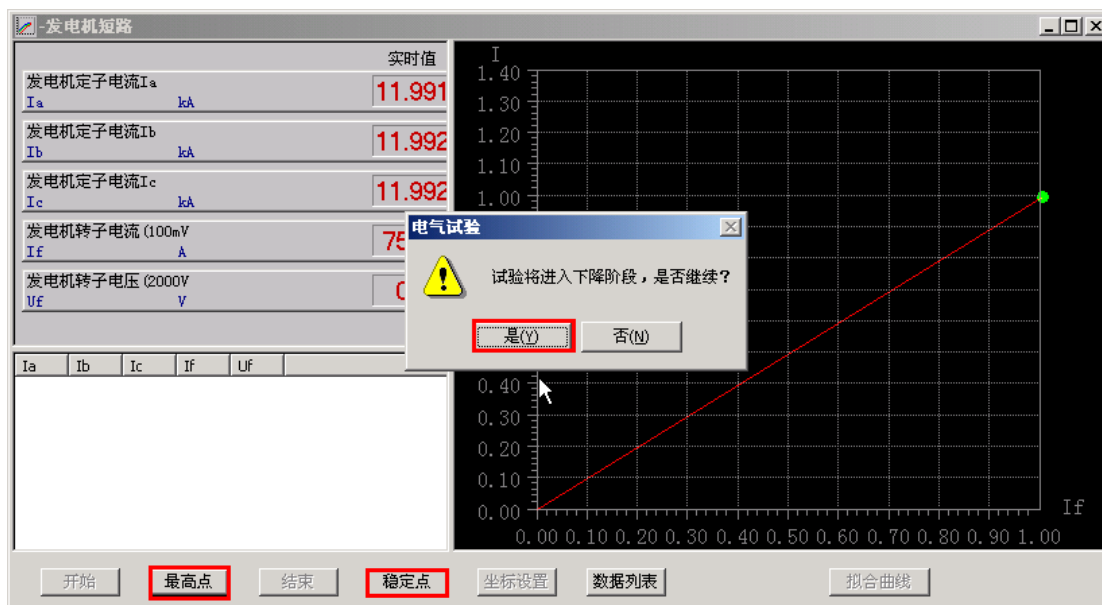 -发电机短路
实时值
发电机定子电流Ia
Ia kA
11.991
发电机定子电流Ib
Ib kA
11.992
发电机定子电流Ic
Ic kA
11.992
发电机转子电流(100mV
If A
75
发电机转子电压(2000V
Uf V
Ia Ib Ic If Uf
I
1.40
1.30
1.20
1.10
1.00
0.40
0.30
0.20
0.10
0.00
0.00 0.10 0.20 0.30 0.40 0.50 0.60 0.70 0.80 0.90 1.00
If
电气试验
试验将进入下降阶段，是否继续？
是(Y) 否(N)
开始 最高点 结束 稳定点 坐标设置 数据列表 拟合曲线